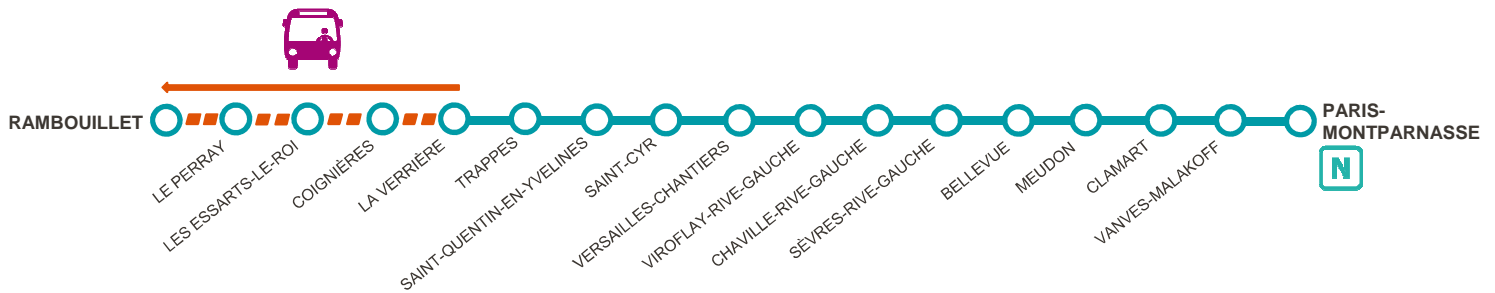 RAMBOUILLET
LE PERRAY
LES ESSARTS-LE-ROI
COIGNIÈRES
LA VERRIÈRE
TRAPPES
SAINT-QUENTIN-EN-YVELINES
SAINT-CYR
VERSAILLES-CHANTIERS
VIROFLAY-RIVE-GAUCHE
CHAVILLE-RIVE-GAUCHE
SÈVRES-RIVE-GAUCHE
BELLEVUE
MEUDON
CLAMART
VANVES-MALAKOFF
PARIS-
MONTPARNASSE
N